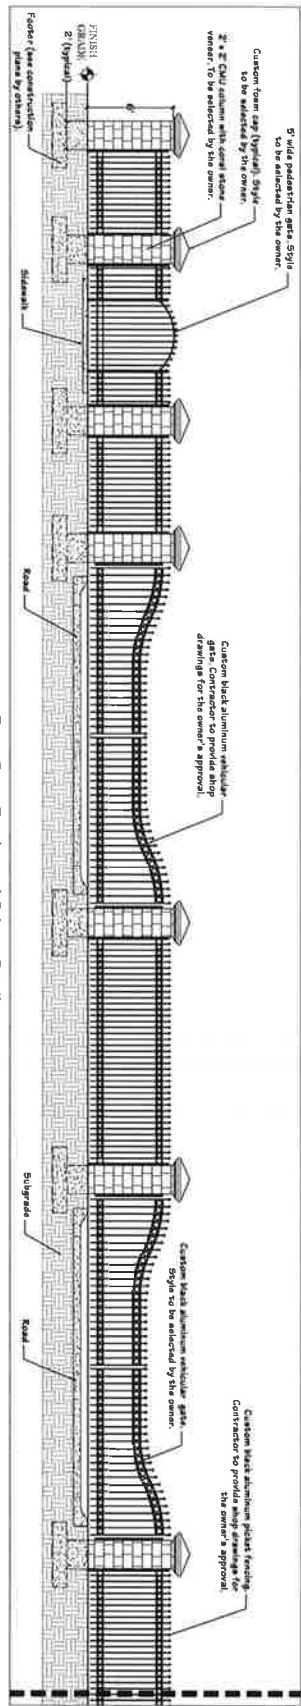 5' wide pedestrian gate. Style
to be selected by the owner.
Custom foam cap (typical). Style
to be selected by the owner.
2' x 2' CMU column with coral stone
veneer. To be selected by the owner.
6'
FINISH
GRADE
2' (typical)
Footer (see construction
plans by others).
Sidewalk
Road
Custom black aluminum vehicular
gate. Contractor to provide shop
drawings for the owner's approval.
Subgrade
Road
Custom black aluminum vehicular gate.
Style to be selected by the owner.
Custom black aluminum picket fencing.
Contractor to provide shop drawings for
the owner's approval.